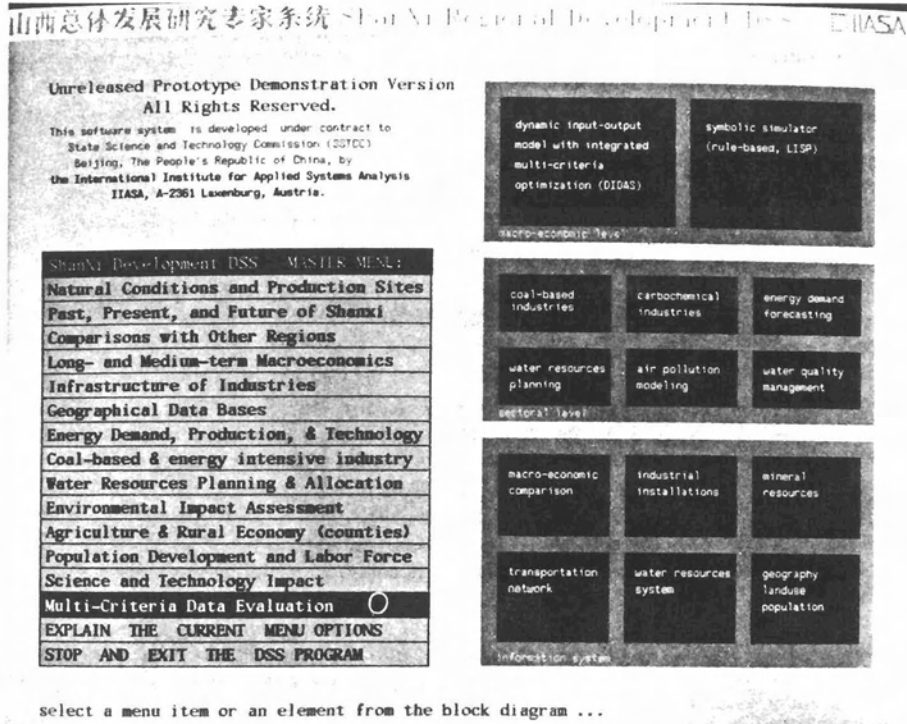 山西总体发展研究专家系统 ShanXi Regional Development DSS IIASA
Unreleased Prototype Demonstration Version
All Rights Reserved.
This software system is developed under contract to
State Science and Technology Commission (SSTCC)
Beijing, The People's Republic of China, by
the International Institute for Applied Systems Analysis
IIASA, A-2361 Laxenburg, Austria.
ShanXi Development DSS MASTER MENU:
Natural Conditions and Production Sites
Past, Present, and Future of Shanxi
Comparisons with Other Regions
Long- and Medium-term Macroeconomics
Infrastructure of Industries
Geographical Data Bases
Energy Demand, Production, & Technology
Coal-based & energy intensive industry
Water Resources Planning & Allocation
Environmental Impact Assessment
Agriculture & Rural Economy (counties)
Population Development and Labor Force
Science and Technology Impact
Multi-Criteria Data Evaluation
EXPLAIN THE CURRENT MENU OPTIONS
STOP AND EXIT THE DSS PROGRAM
dynamic input-output
model with integrated
multi-criteria
optimization (DIDAS)
symbolic simulator
(rule-based, LISP)
macro-economic level
coal-based
industries
carbochemical
industries
energy demand
forecasting
water resources
planning
air pollution
modeling
water quality
management
sectoral level
macro-economic
comparison
industrial
installations
mineral
resources
transportation
network
water resources
system
geography
landuse
population
information system
select a menu item or an element from the block diagram ...